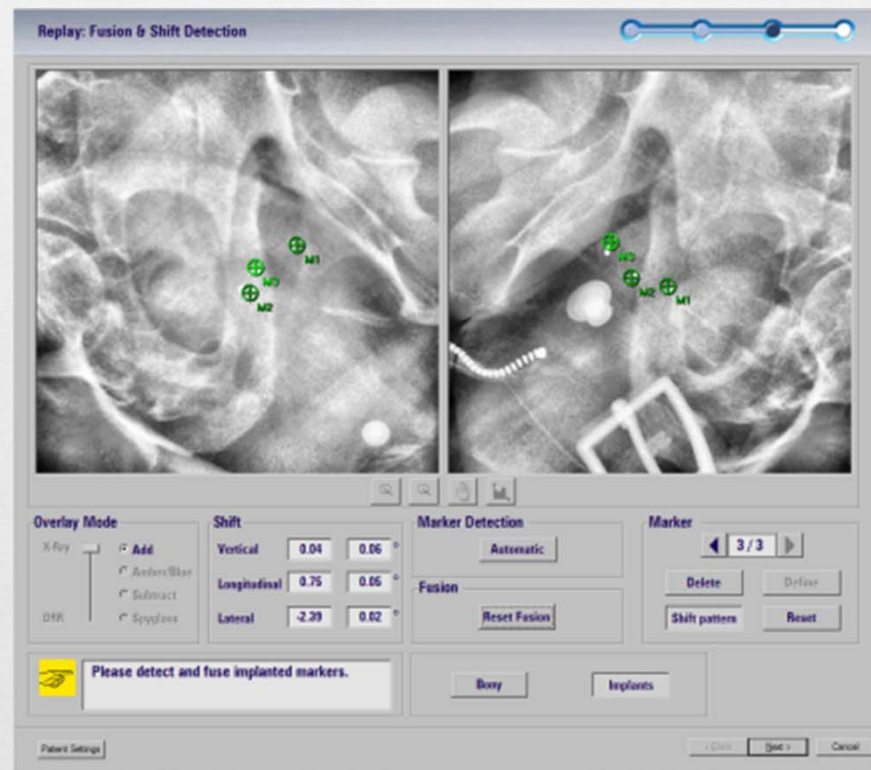 Replay: Fusion & Shift Detection
M1
M3
M2
M3
M2
M1
Overlay Mode
X-Ray
Add
Amber/Blue
Subtract
DRR
Spyglass
Shift
Vertical 0.04 0.06 °
Longitudinal 0.75 0.05 °
Lateral -2.39 0.02 °
Marker Detection
Automatic
Fusion
Reset Fusion
Marker
3 / 3
Delete Define
Shift pattern Reset
Please detect and fuse implanted markers.
Bony Implants
Patient Settings
< Back Next > Cancel